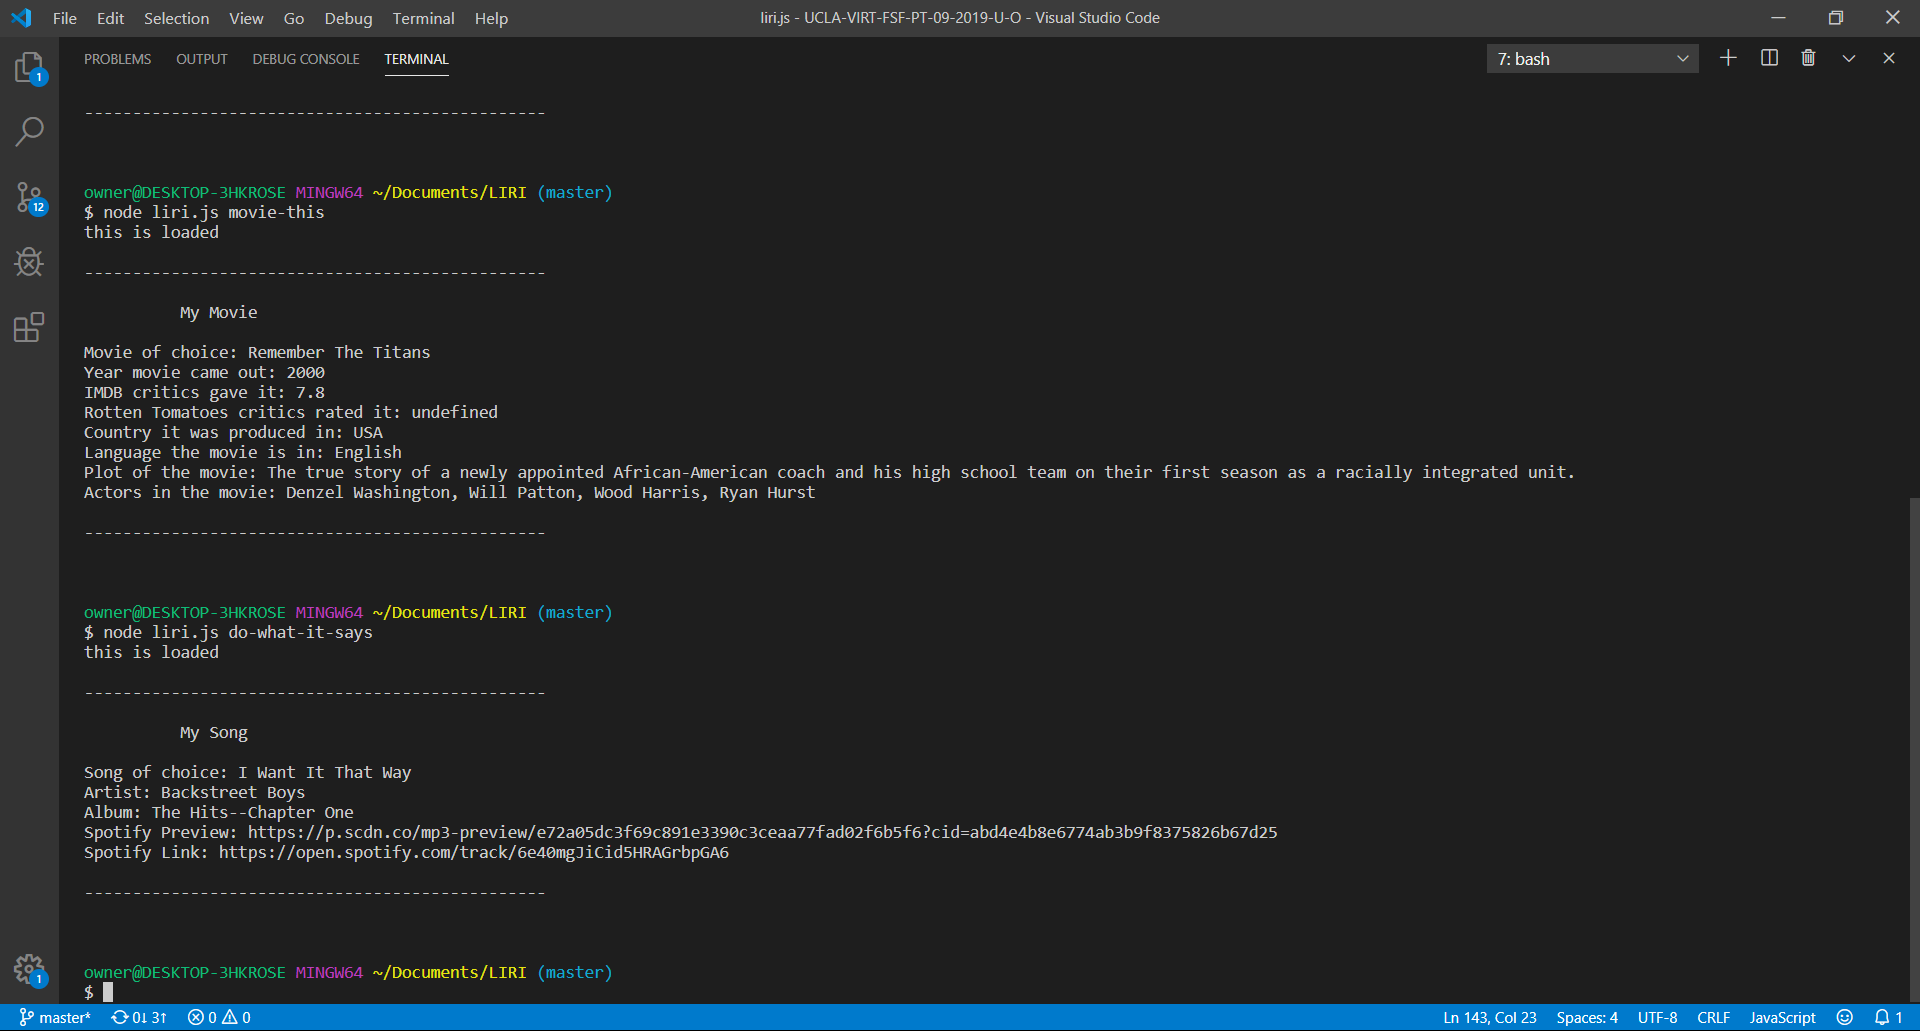 File Edit Selection View Go Debug Terminal Help
liri.js - UCLA-VIRT-FSF-PT-09-2019-U-O - Visual Studio Code
PROBLEMS OUTPUT DEBUG CONSOLE TERMINAL
7: bash
1
12
------------------------------------------------
owner@DESKTOP-3HKROSE MINGW64 ~/Documents/LIRI (master)
$ node liri.js movie-this
this is loaded
------------------------------------------------
My Movie
Movie of choice: Remember The Titans
Year movie came out: 2000
IMDB critics gave it: 7.8
Rotten Tomatoes critics rated it: undefined
Country it was produced in: USA
Language the movie is in: English
Plot of the movie: The true story of a newly appointed African-American coach and his high school team on their first season as a racially integrated unit.
Actors in the movie: Denzel Washington, Will Patton, Wood Harris, Ryan Hurst
------------------------------------------------
owner@DESKTOP-3HKROSE MINGW64 ~/Documents/LIRI (master)
$ node liri.js do-what-it-says
this is loaded
------------------------------------------------
My Song
Song of choice: I Want It That Way
Artist: Backstreet Boys
Album: The Hits--Chapter One
Spotify Preview: https://p.scdn.co/mp3-preview/e72a05dc3f69c891e3390c3ceaa77fad02f6b5f6?cid=abd4e4b8e6774ab3b9f8375826b67d25
Spotify Link: https://open.spotify.com/track/6e40mgJiCid5HRAGrbpGA6
------------------------------------------------
owner@DESKTOP-3HKROSE MINGW64 ~/Documents/LIRI (master)
$
1
master* 0↓ 3↑ 0 0
Ln 143, Col 23 Spaces: 4 UTF-8 CRLF JavaScript 1